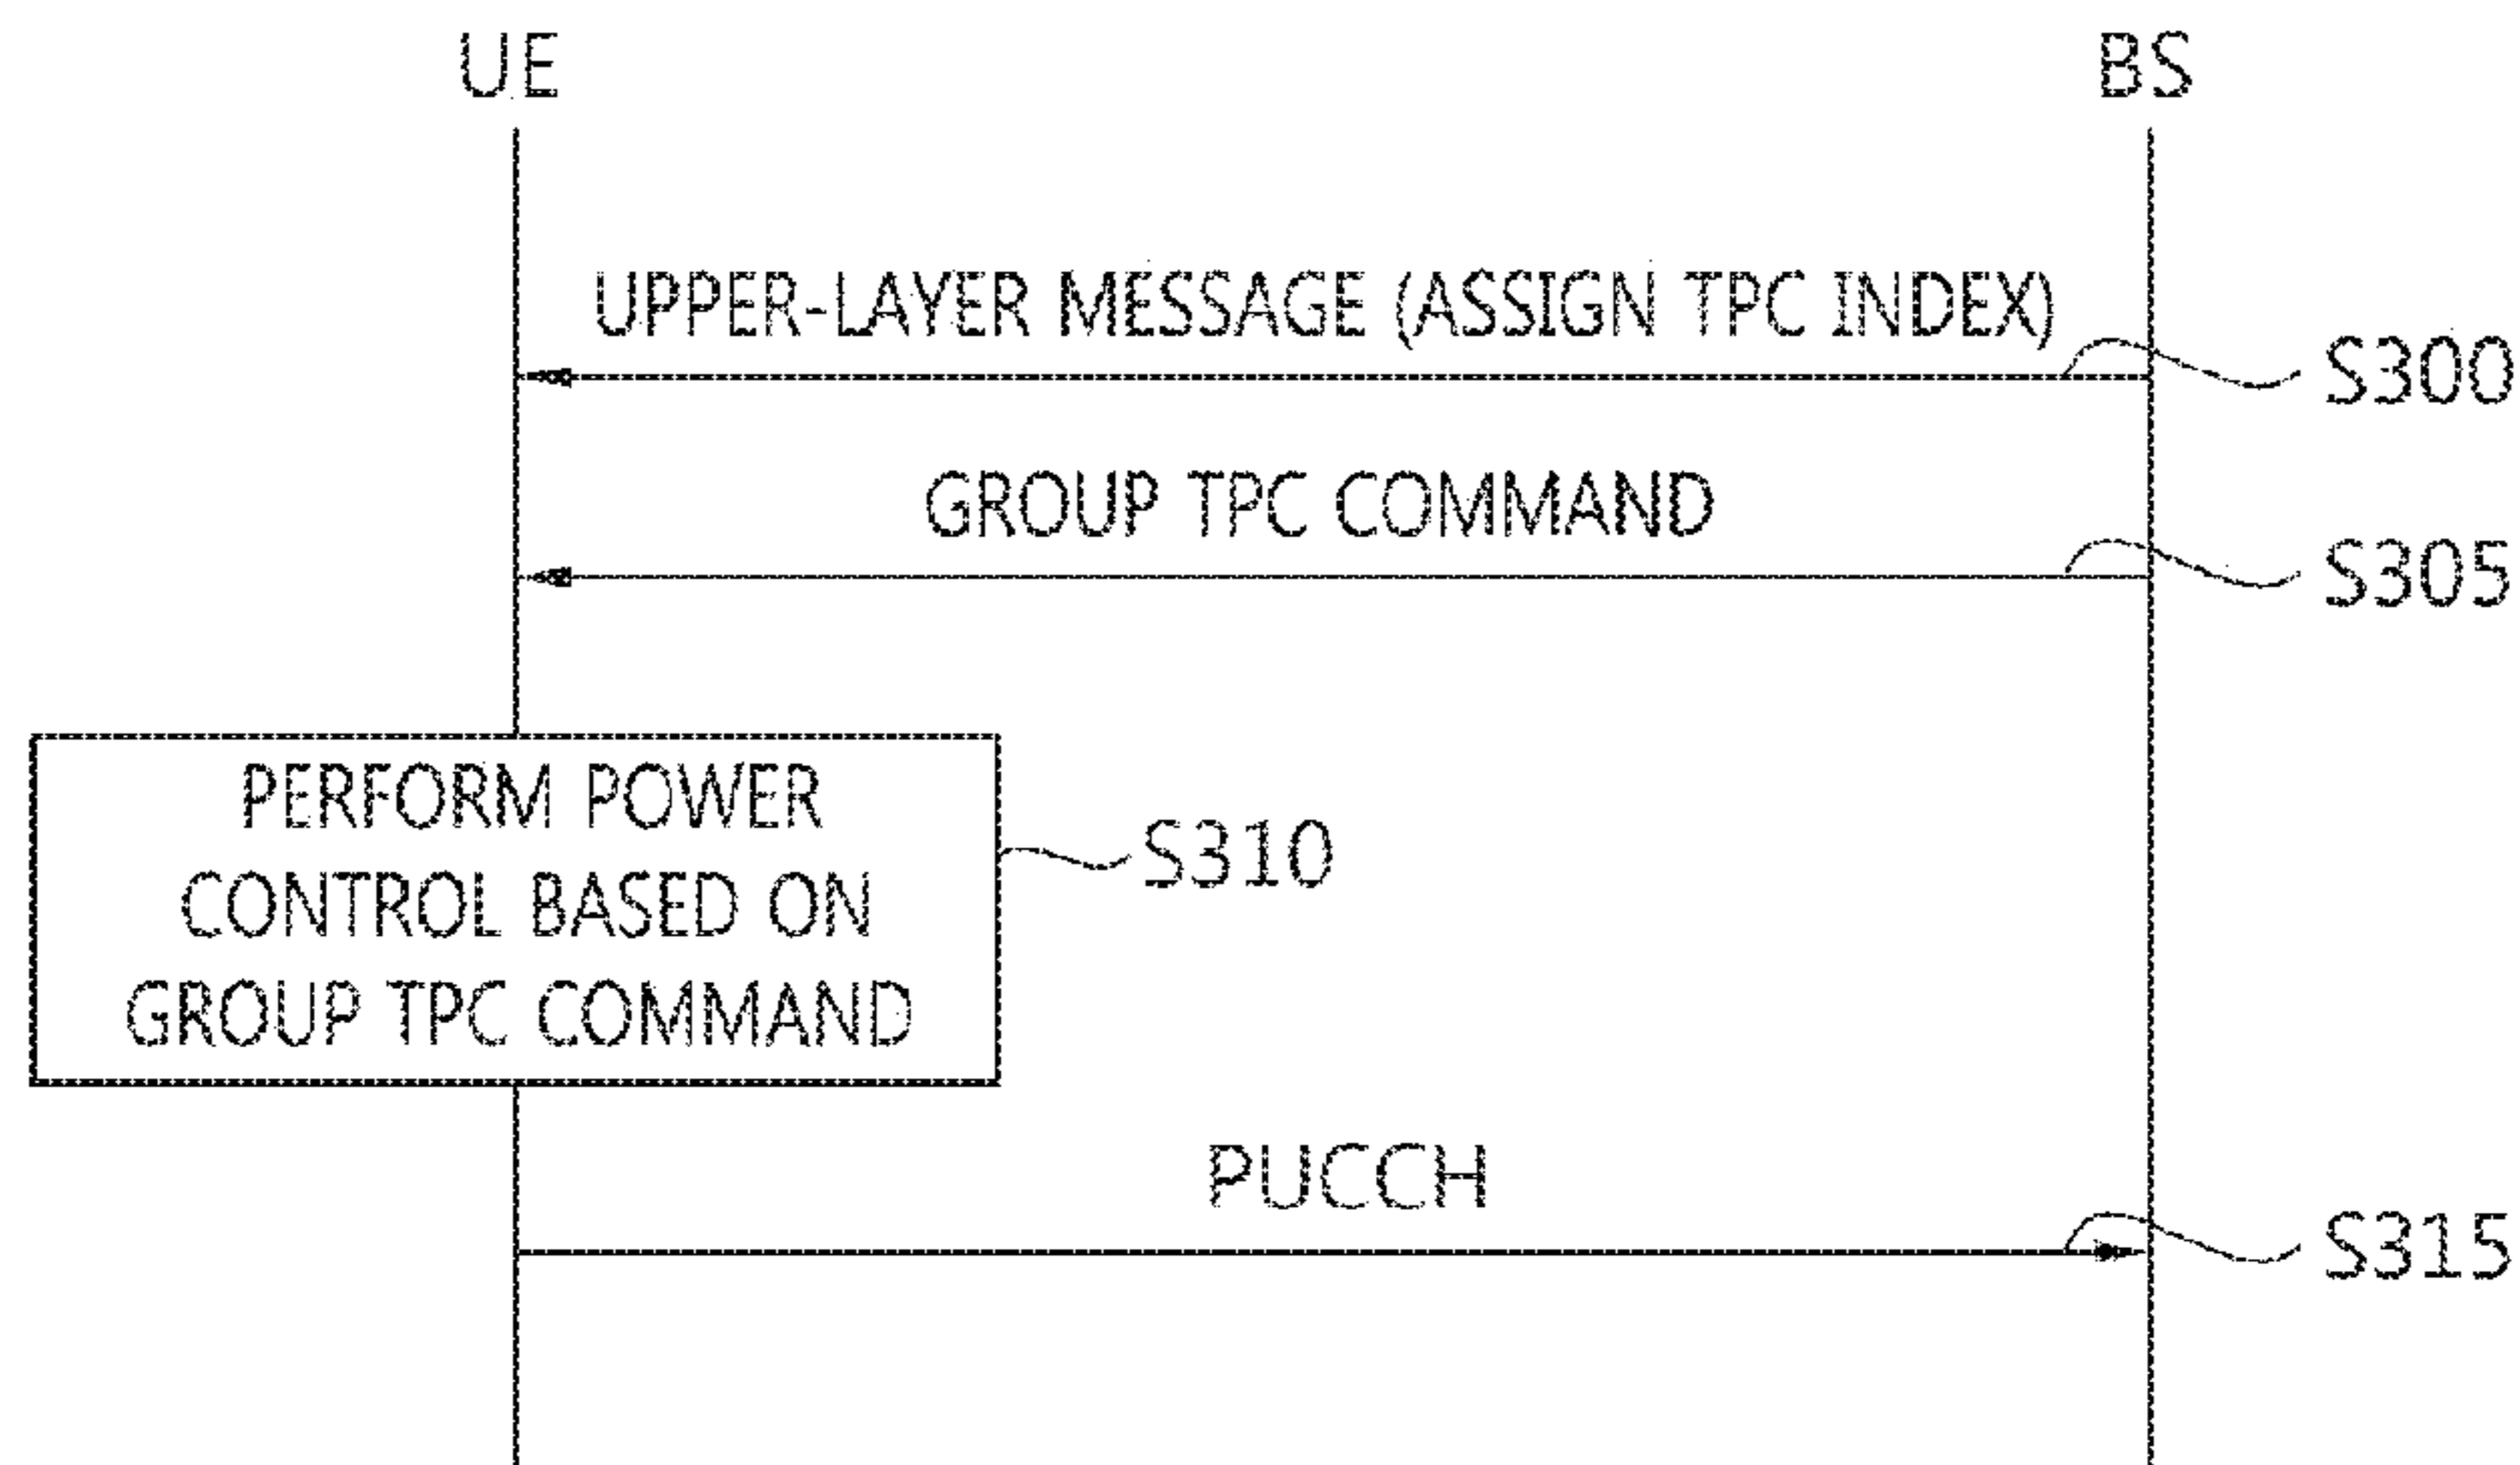 UE
BS
UPPER-LAYER MESSAGE (ASSIGN TPC INDEX)
S300
GROUP TPC COMMAND
S305
PERFORM POWER
CONTROL BASED ON
GROUP TPC COMMAND
S310
PUCCH
S315